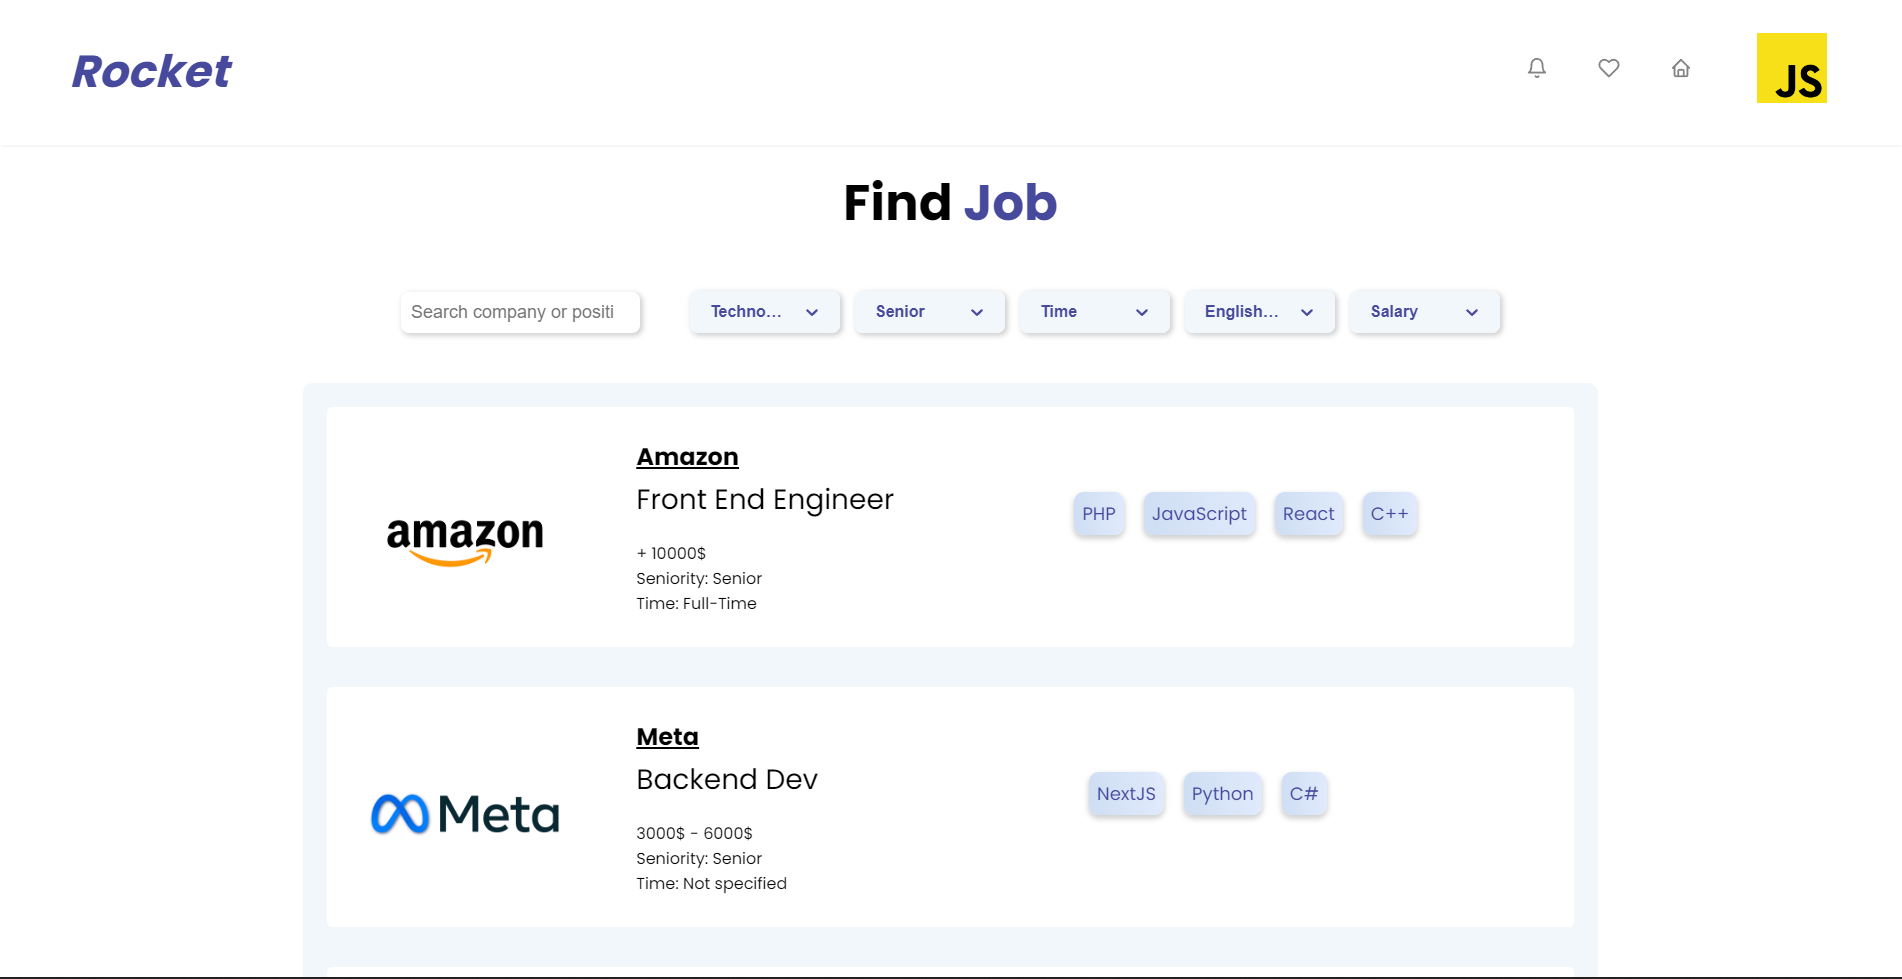 Rocket
JS
Find Job
Search company or positi
Techno...
Senior
Time
English...
Salary
amazon
Amazon
Front End Engineer
+ 10000$
Seniority: Senior
Time: Full-Time
PHP
JavaScript
React
C++
Meta
Meta
Backend Dev
3000$ - 6000$
Seniority: Senior
Time: Not specified
NextJS
Python
C#